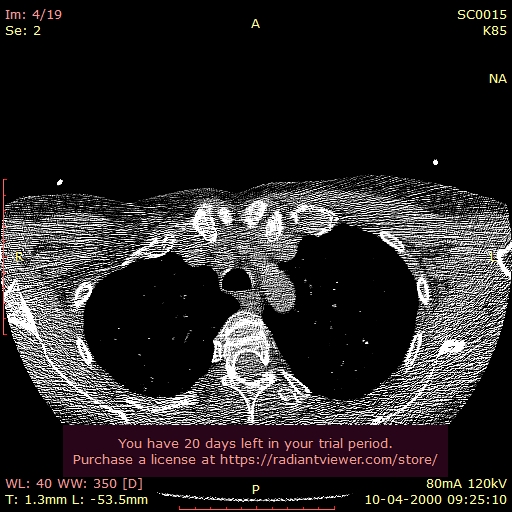 Im: 4/19
Se: 2
A
SC0015
K85
NA
R
Y​ou have 20 days left in your trial period.
Purchase a license at https://radiantviewer.com/store/
WL: 40 WW: 350 [D]
T: 1.3mm L: -53.5mm
P
80mA 120kV
10-04-2000 09:25:10